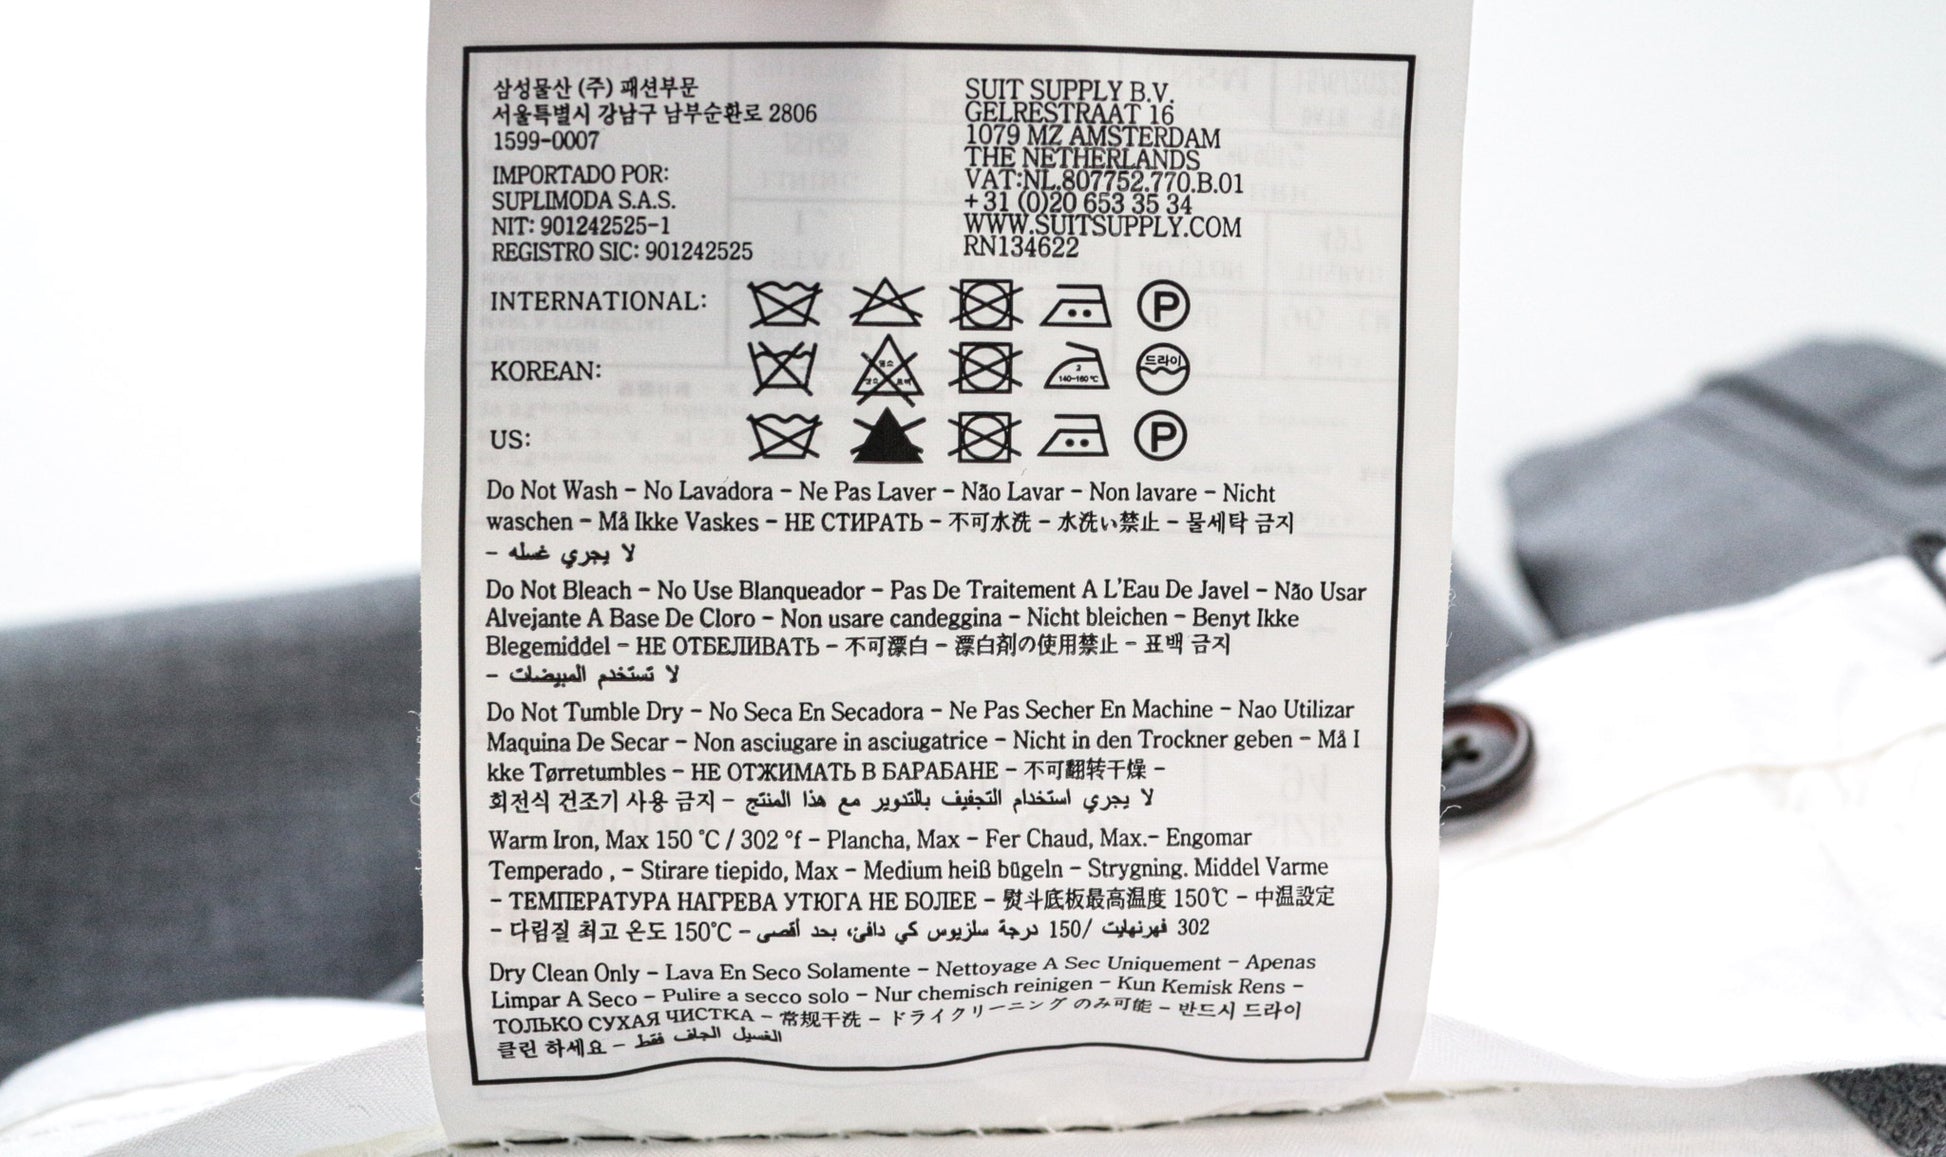 삼성물산 (주) 패션부문
서울특별시 강남구 남부순환로 2806
1599-0007
IMPORTADO POR:
SUPLIMODA S.A.S.
NIT: 901242525-1
REGISTRO SIC: 901242525
SUIT SUPPLY B.V.
GELRESTRAAT 16
1079 MZ AMSTERDAM
THE NETHERLANDS
VAT:NL.807752.770.B.01
+31 (0)20 653 35 34
WWW.SUITSUPPLY.COM
RN134622
INTERNATIONAL:
P
KOREAN:
염소
산소 표백
2
140~160℃
드라이
US:
P
Do Not Wash - No Lavadora - Ne Pas Laver - Não Lavar - Non lavare - Nicht
waschen - Må Ikke Vaskes - НЕ СТИРАТЬ - 不可水洗 - 水洗い禁止 - 물세탁 금지
- لا يجري غسله
Do Not Bleach - No Use Blanqueador - Pas De Traitement A L'Eau De Javel - Não Usar
Alvejante A Base De Cloro - Non usare candeggina - Nicht bleichen - Benyt Ikke
Blegemiddel - НЕ ОТБЕЛИВАТЬ - 不可漂白 - 漂白剤の使用禁止 - 표백 금지
- لا تستخدم المبيضات
Do Not Tumble Dry - No Seca En Secadora - Ne Pas Secher En Machine - Nao Utilizar
Maquina De Secar - Non asciugare in asciugatrice - Nicht in den Trockner geben - Må I
kke Tørretumbles - НЕ ОТЖИМАТЬ В БАРАБАНЕ - 不可翻转干燥 -
회전식 건조기 사용 금지 - لا يجري استخدام التجفيف بالتدوير مع هذا المنتج
Warm Iron, Max 150 °C / 302 °f - Plancha, Max - Fer Chaud, Max.- Engomar
Temperado , - Stirare tiepido, Max - Medium heiß bügeln - Strygning. Middel Varme
- ТЕМПЕРАТУРА НАГРЕВА УТЮГА НЕ БОЛЕЕ - 熨斗底板最高温度 150℃ - 中温設定
- 다림질 최고 온도 150℃ - كي دافئ، بحد أقصى 150 درجة سلزيوس/ 302 فهرنهايت
Dry Clean Only - Lava En Seco Solamente - Nettoyage A Sec Uniquement - Apenas
Limpar A Seco - Pulire a secco solo - Nur chemisch reinigen - Kun Kemisk Rens -
ТОЛЬКО СУХАЯ ЧИСТКА - 常规干洗 - ドライクリーニング のみ可能 - 반드시 드라이
클린 하세요 - الغسيل الجاف فقط